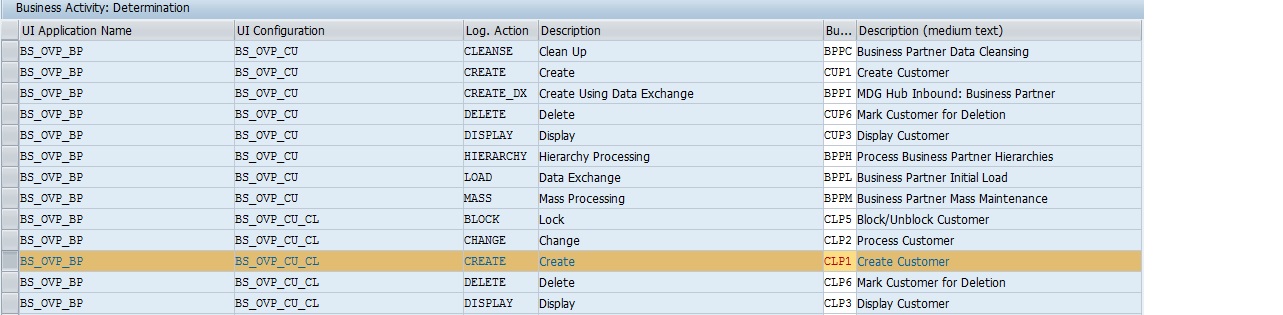 Business Activity: Determination
UI Application Name UI Configuration Log. Action Description Bu... Description (medium text)
BS_OVP_BP BS_OVP_CU CLEANSE Clean Up BPPC Business Partner Data Cleansing
BS_OVP_BP BS_OVP_CU CREATE Create CUP1 Create Customer
BS_OVP_BP BS_OVP_CU CREATE_DX Create Using Data Exchange BPPI MDG Hub Inbound: Business Partner
BS_OVP_BP BS_OVP_CU DELETE Delete CUP6 Mark Customer for Deletion
BS_OVP_BP BS_OVP_CU DISPLAY Display CUP3 Display Customer
BS_OVP_BP BS_OVP_CU HIERARCHY Hierarchy Processing BPPH Process Business Partner Hierarchies
BS_OVP_BP BS_OVP_CU LOAD Data Exchange BPPL Business Partner Initial Load
BS_OVP_BP BS_OVP_CU MASS Mass Processing BPPM Business Partner Mass Maintenance
BS_OVP_BP BS_OVP_CU_CL BLOCK Lock CLP5 Block/Unblock Customer
BS_OVP_BP BS_OVP_CU_CL CHANGE Change CLP2 Process Customer
BS_OVP_BP BS_OVP_CU_CL CREATE Create CLP1 Create Customer
BS_OVP_BP BS_OVP_CU_CL DELETE Delete CLP6 Mark Customer for Deletion
BS_OVP_BP BS_OVP_CU_CL DISPLAY Display CLP3 Display Customer